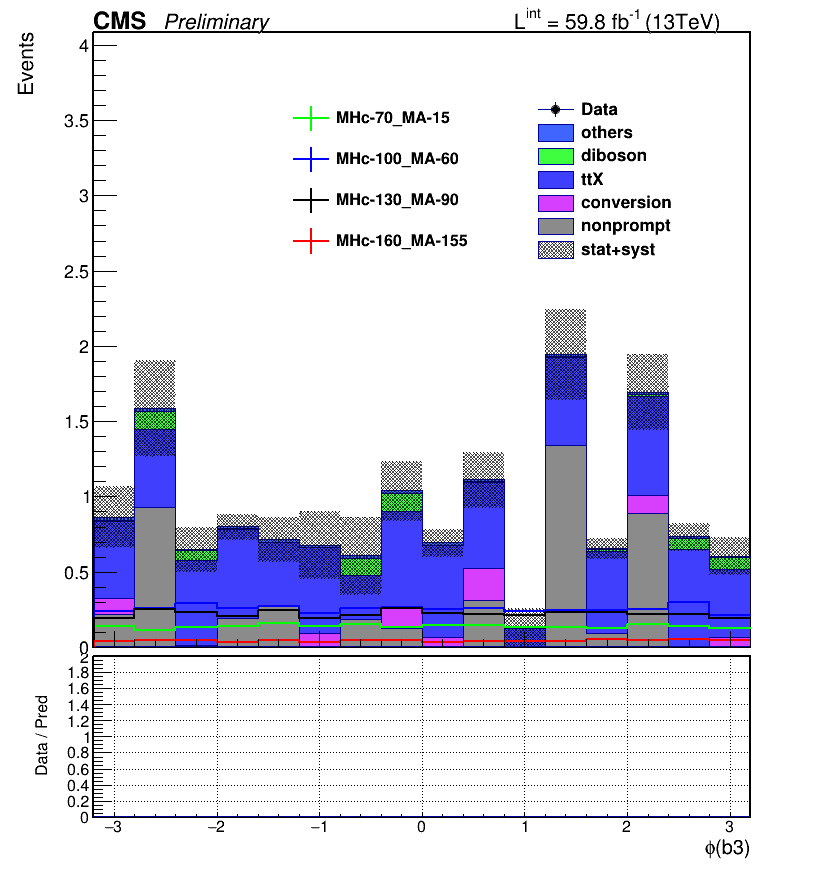 CMS Preliminary L^int = 59.8 fb^-1 (13TeV)
Events
4
3.5
3
2.5
2
1.5
1
0.5
0
MHc-70_MA-15
MHc-100_MA-60
MHc-130_MA-90
MHc-160_MA-155
Data
others
diboson
ttX
conversion
nonprompt
stat+syst
Data / Pred
2
1.8
1.6
1.4
1.2
1
0.8
0.6
0.4
0.2
0
−3 −2 −1 0 1 2 3
ϕ(b3)